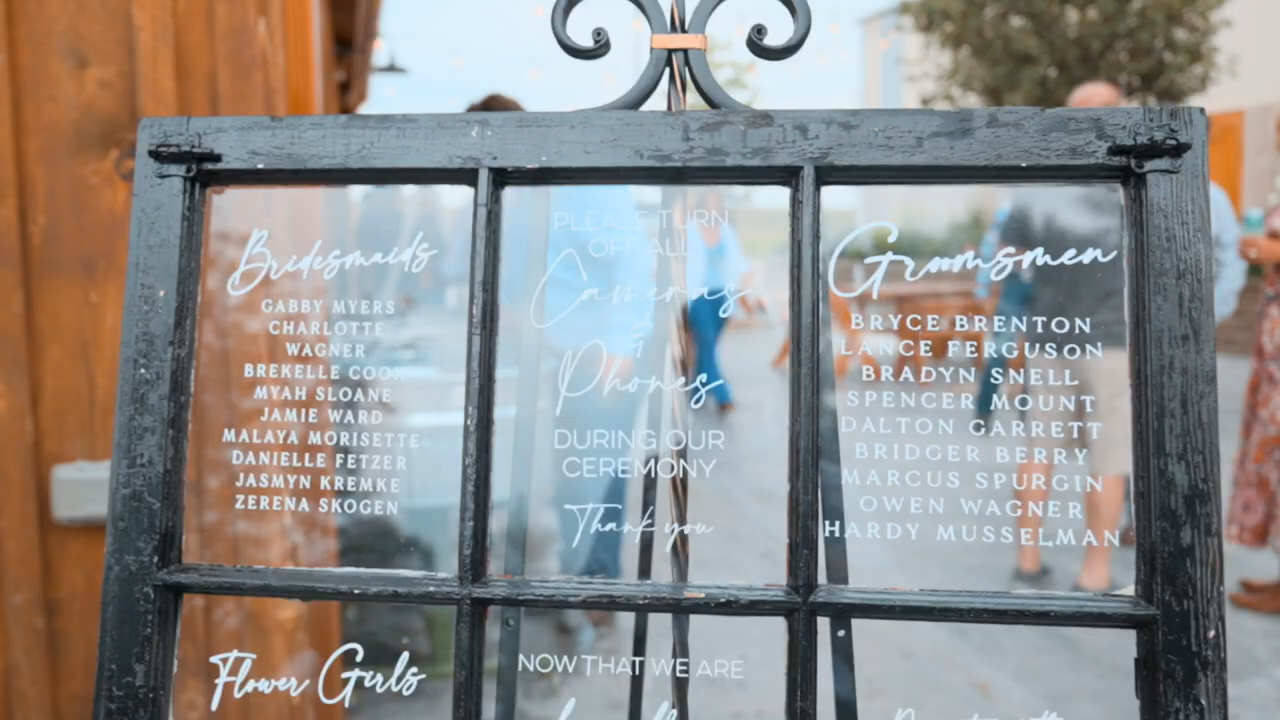 Bridesmaids
GABBY MYERS
CHARLOTTE
WAGNER
BREKELLE COOK
MYAH SLOANE
JAMIE WARD
MALAYA MORISETTE
DANIELLE FETZER
JASMYN KREMKE
ZERENA SKOGEN
PLEASE TURN
OFF ALL
Cameras
Phones
DURING OUR
CEREMONY
Thank you
Groomsmen
BRYCE BRENTON
LANCE FERGUSON
BRADYN SNELL
SPENCER MOUNT
DALTON GARRETT
BRIDGER BERRY
MARCUS SPURGIN
OWEN WAGNER
HARDY MUSSELMAN
Flower Girls
NOW THAT WE ARE